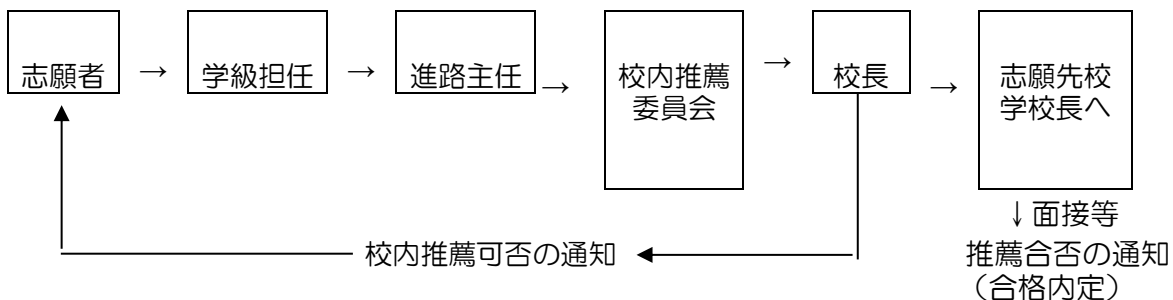 志願者 → 学級担任 → 進路主任 → 校内推薦 → 校長 → 志願先校
委員会 学校長へ
↓面接等
校内推薦可否の通知
推薦合否の通知
（合格内定）